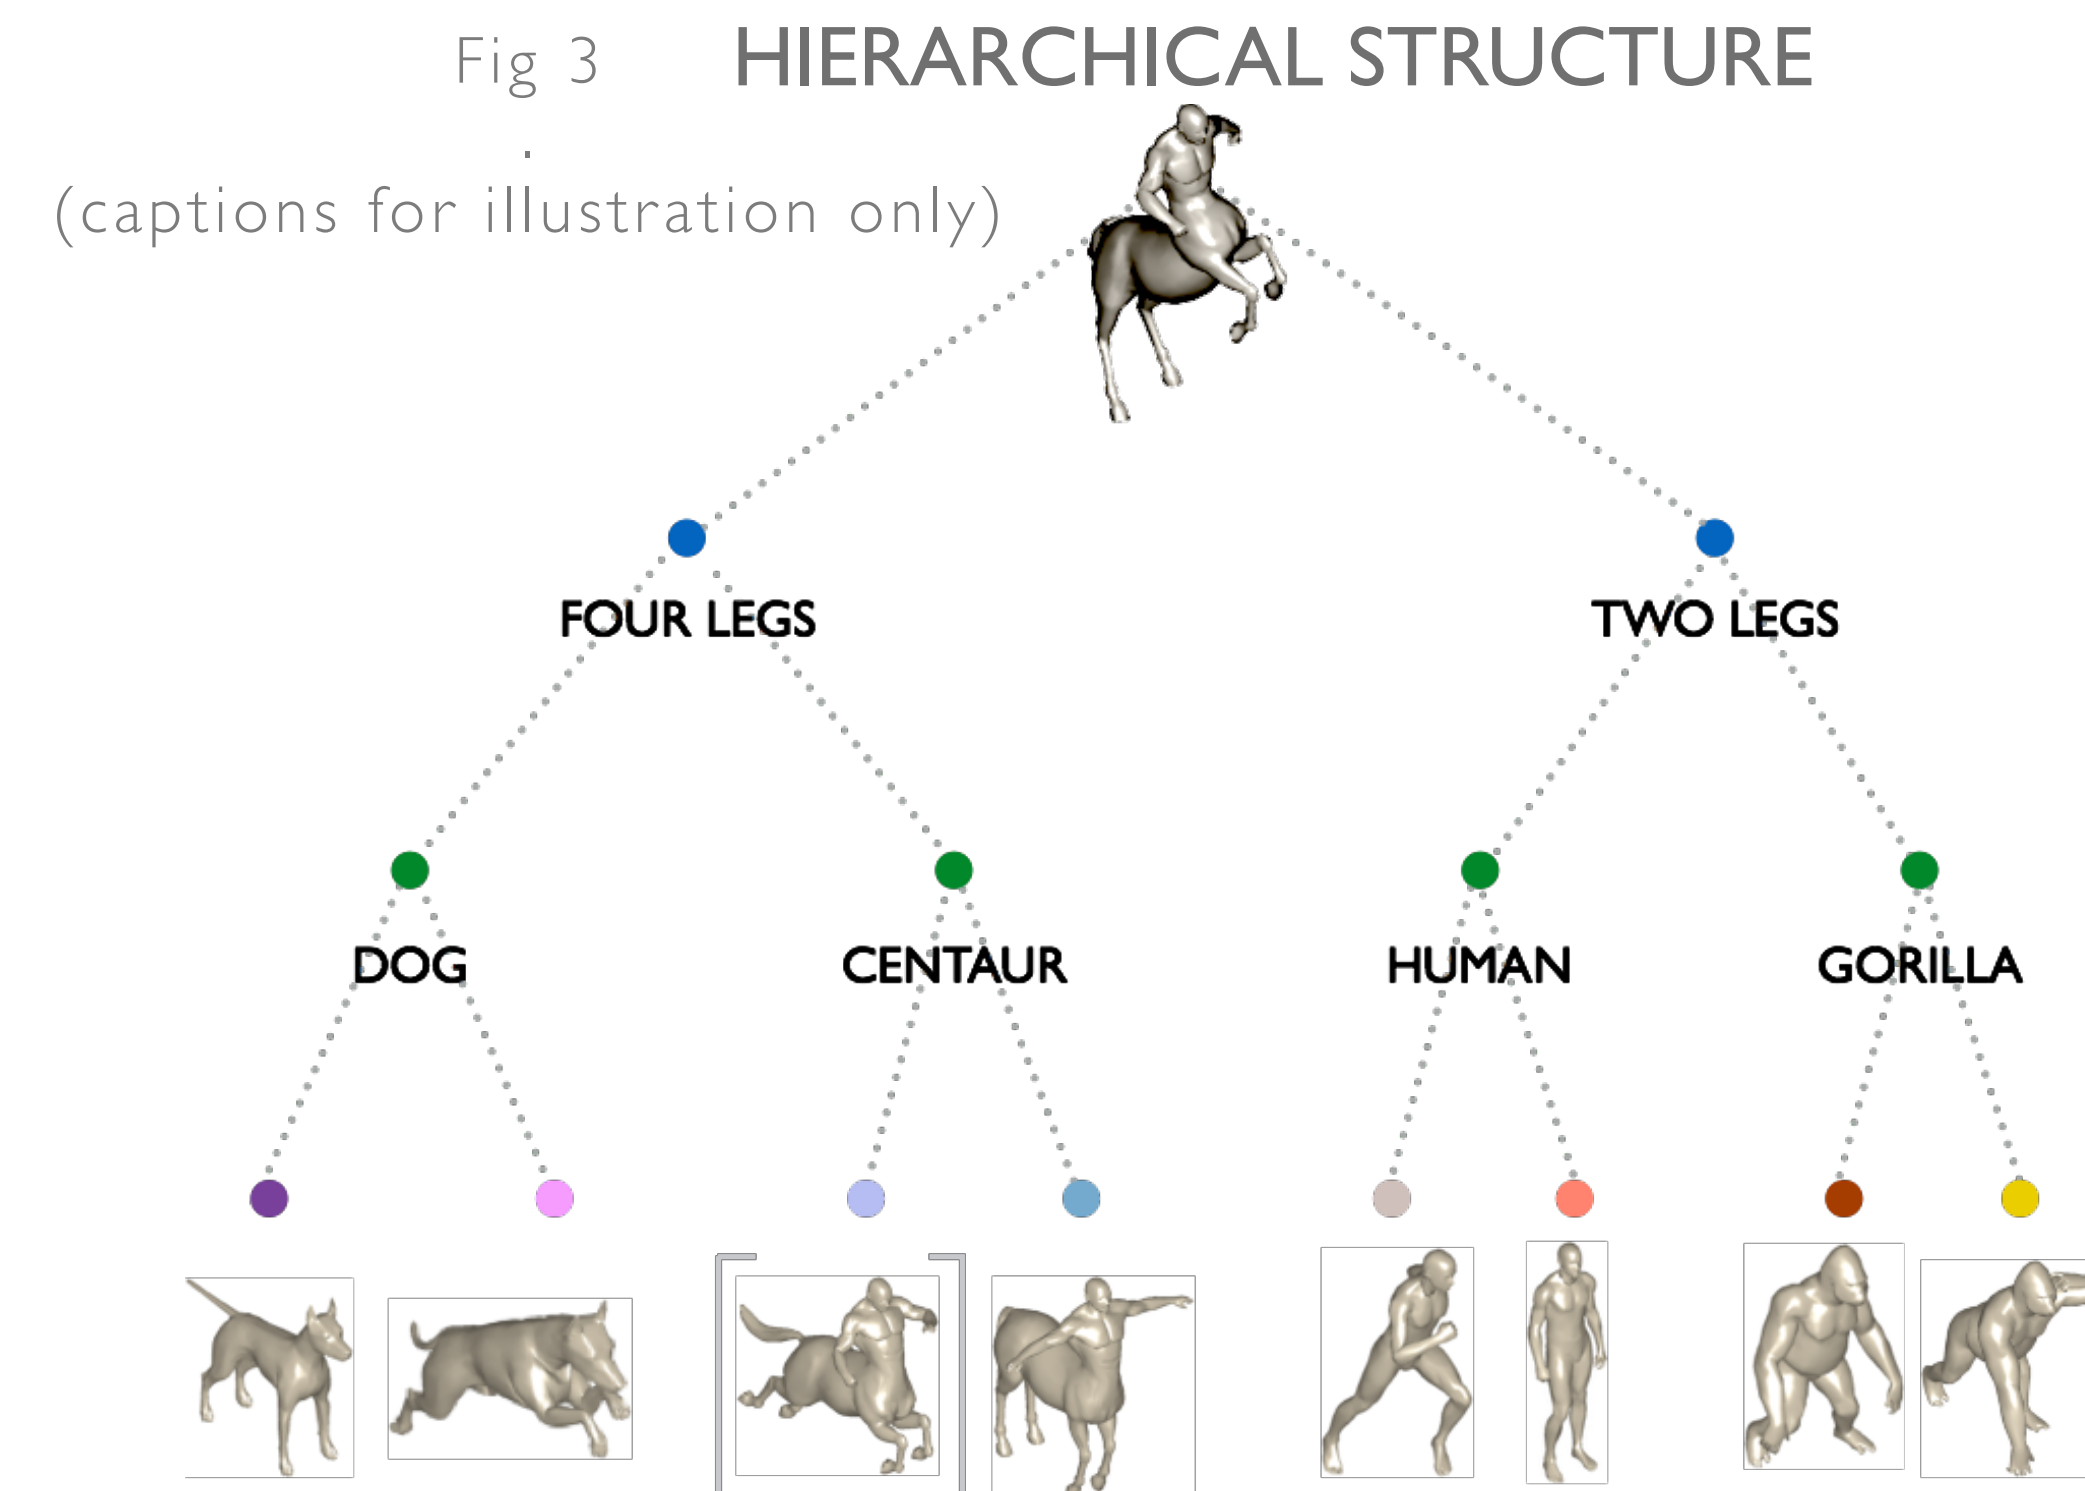 Fig 3 HIERARCHICAL STRUCTURE
.
(captions for illustration only)
FOUR LEGS TWO LEGS
DOG CENTAUR HUMAN GORILLA